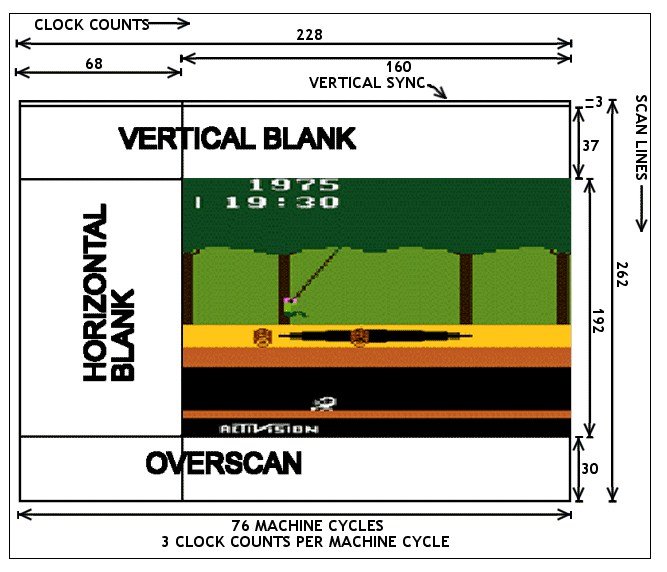 CLOCK COUNTS
228
68
160
VERTICAL SYNC
3
VERTICAL BLANK
37
SCAN LINES
1975
19:30
HORIZONTAL
BLANK
262
192
ACTIVISION
OVERSCAN
30
76 MACHINE CYCLES
3 CLOCK COUNTS PER MACHINE CYCLE